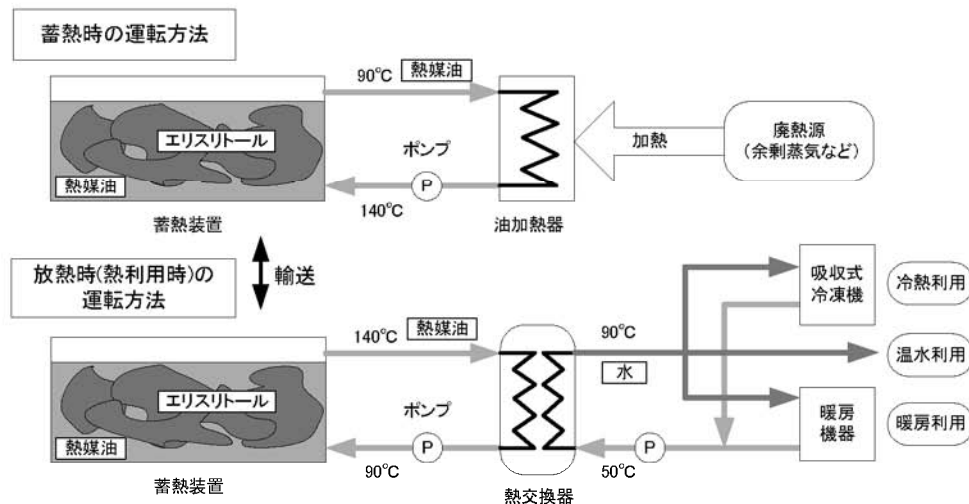 蓄熱時の運転方法
90℃
熱媒油
エリスリトール
熱媒油
ポンプ
P
140℃
加熱
廃熱源
（余剰蒸気など）
蓄熱装置
油加熱器
放熱時(熱利用時)の
運転方法
輸送
140℃
熱媒油
エリスリトール
熱媒油
ポンプ
P
90℃
90℃
水
P
50℃
吸収式
冷凍機
冷熱利用
温水利用
暖房
機器
暖房利用
蓄熱装置
熱交換器